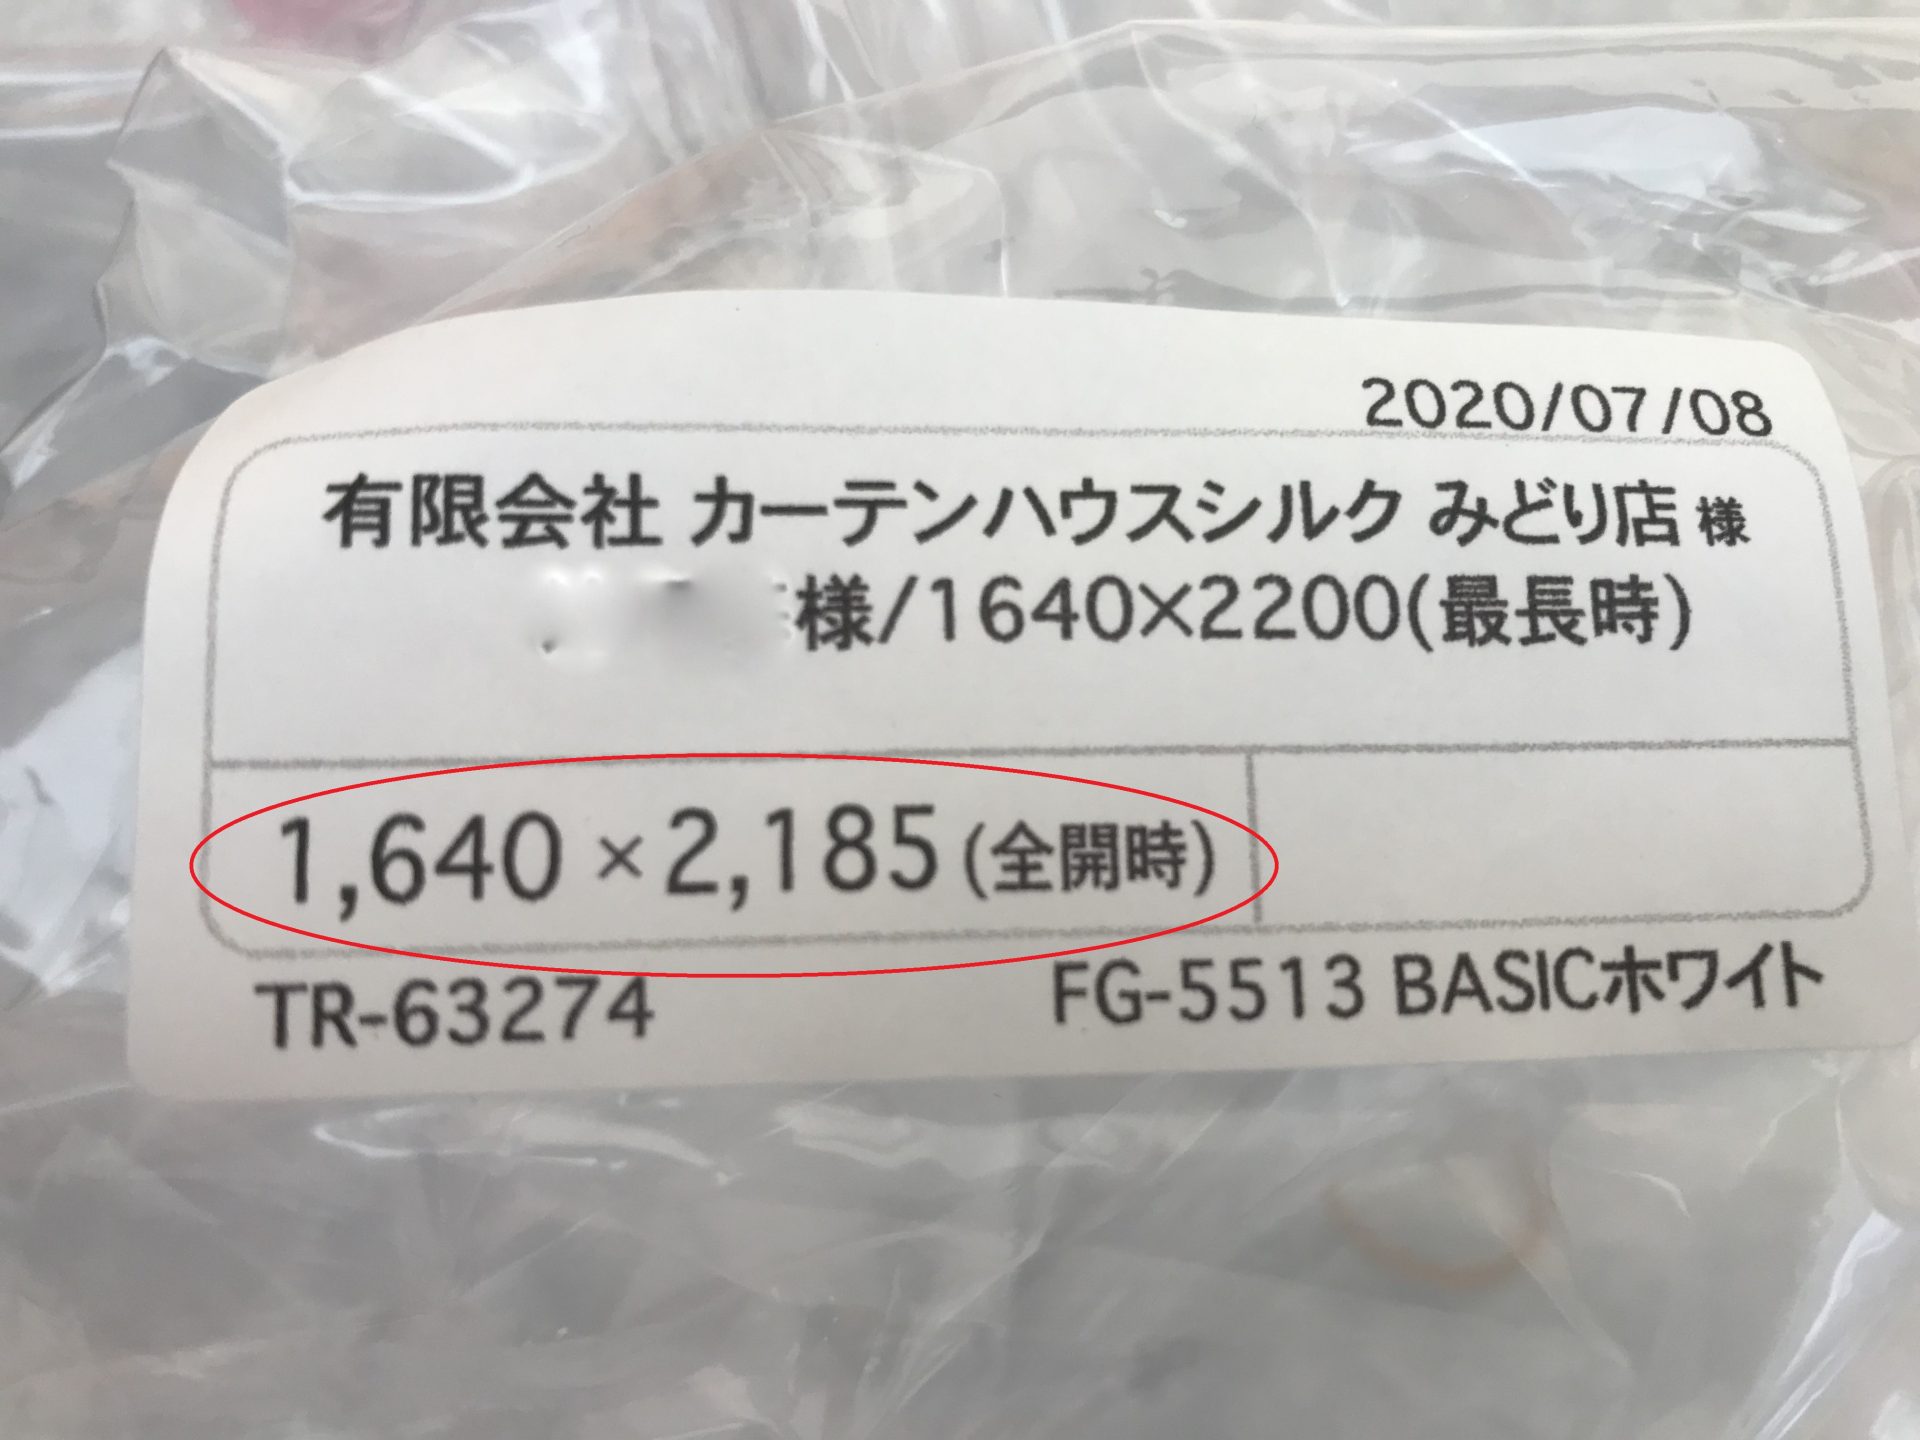 2020/07/08
有限会社 カーテンハウスシルク みどり店 様
様/1640×2200(最長時)
1,640 × 2,185 (全開時)
TR-63274
FG-5513 BASICホワイト